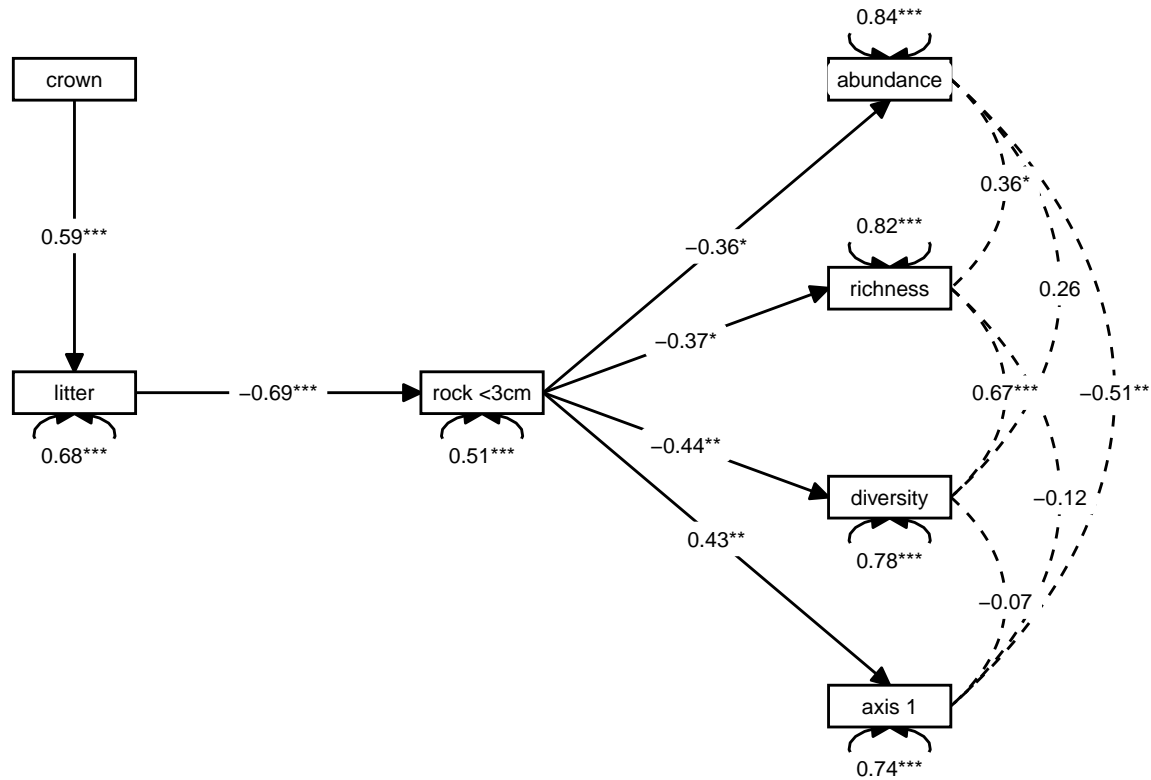 0.84***
crown
abundance
0.36*
0.59***
0.82***
−0.36*
richness
0.26
−0.37*
litter
−0.69***
rock <3cm
0.67***
−0.51**
0.68***
0.51***
−0.44**
diversity
−0.12
0.43**
0.78***
−0.07
axis 1
0.74***